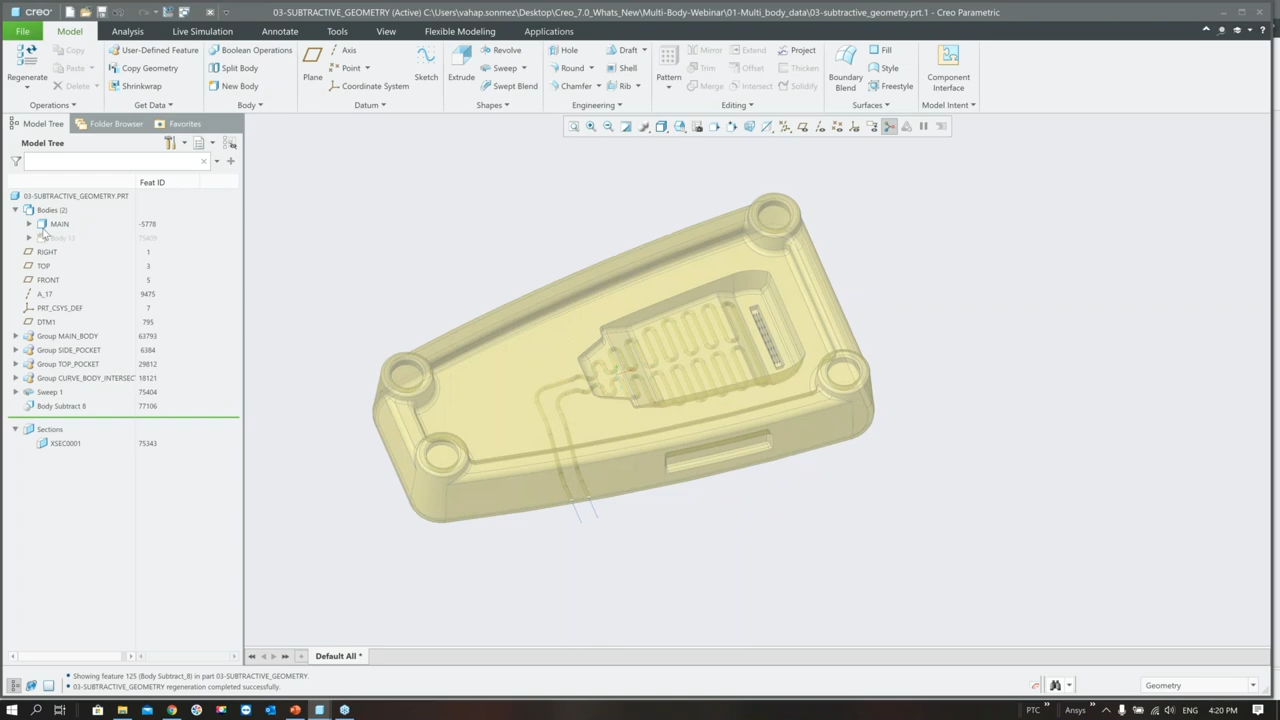 creo
03-SUBTRACTIVE_GEOMETRY (Active) C:\Users\vahap.sonmez\Desktop\Creo_7.0_Whats_New\Multi-Body-Webinar\01-Multi_body_data\03-subtractive_geometry.prt.1 - Creo Parametric
File Model Analysis Live Simulation Annotate Tools View Flexible Modeling Applications
Copy User-Defined Feature Boolean Operations Axis Revolve Hole Draft Mirror Extend Project Fill
Paste Copy Geometry Split Body Point Sweep Round Shell Trim Offset Thicken Style
Regenerate Plane Sketch Extrude Pattern Boundary Blend Component Interface
Delete Shrinkwrap New Body Coordinate System Swept Blend Chamfer Rib Merge Intersect Solidify Freestyle
Operations Get Data Body Datum Shapes Engineering Editing Surfaces Model Intent
Model Tree Folder Browser Favorites
Model Tree
Feat ID
03-SUBTRACTIVE_GEOMETRY.PRT
Bodies (2)
MAIN -5778
Body 13 75409
RIGHT 1
TOP 3
FRONT 5
A_17 9475
PRT_CSYS_DEF 7
DTM1 795
Group MAIN_BODY 63793
Group SIDE_POCKET 6384
Group TOP_POCKET 29812
Group CURVE_BODY_INTERSEC 18121
Sweep 1 75404
Body Subtract 8 77106
Sections
XSEC0001 75343
Default All *
Showing feature 125 (Body Subtract_8) in part 03-SUBTRACTIVE_GEOMETRY.
03-SUBTRACTIVE_GEOMETRY regeneration completed successfully.
Geometry
PTC Ansys ENG 4:20 PM